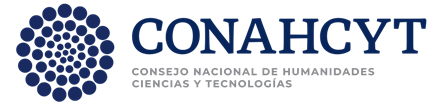 CONAHCYT
CONSEJO NACIONAL DE HUMANIDADES
CIENCIAS Y TECNOLOGÍAS